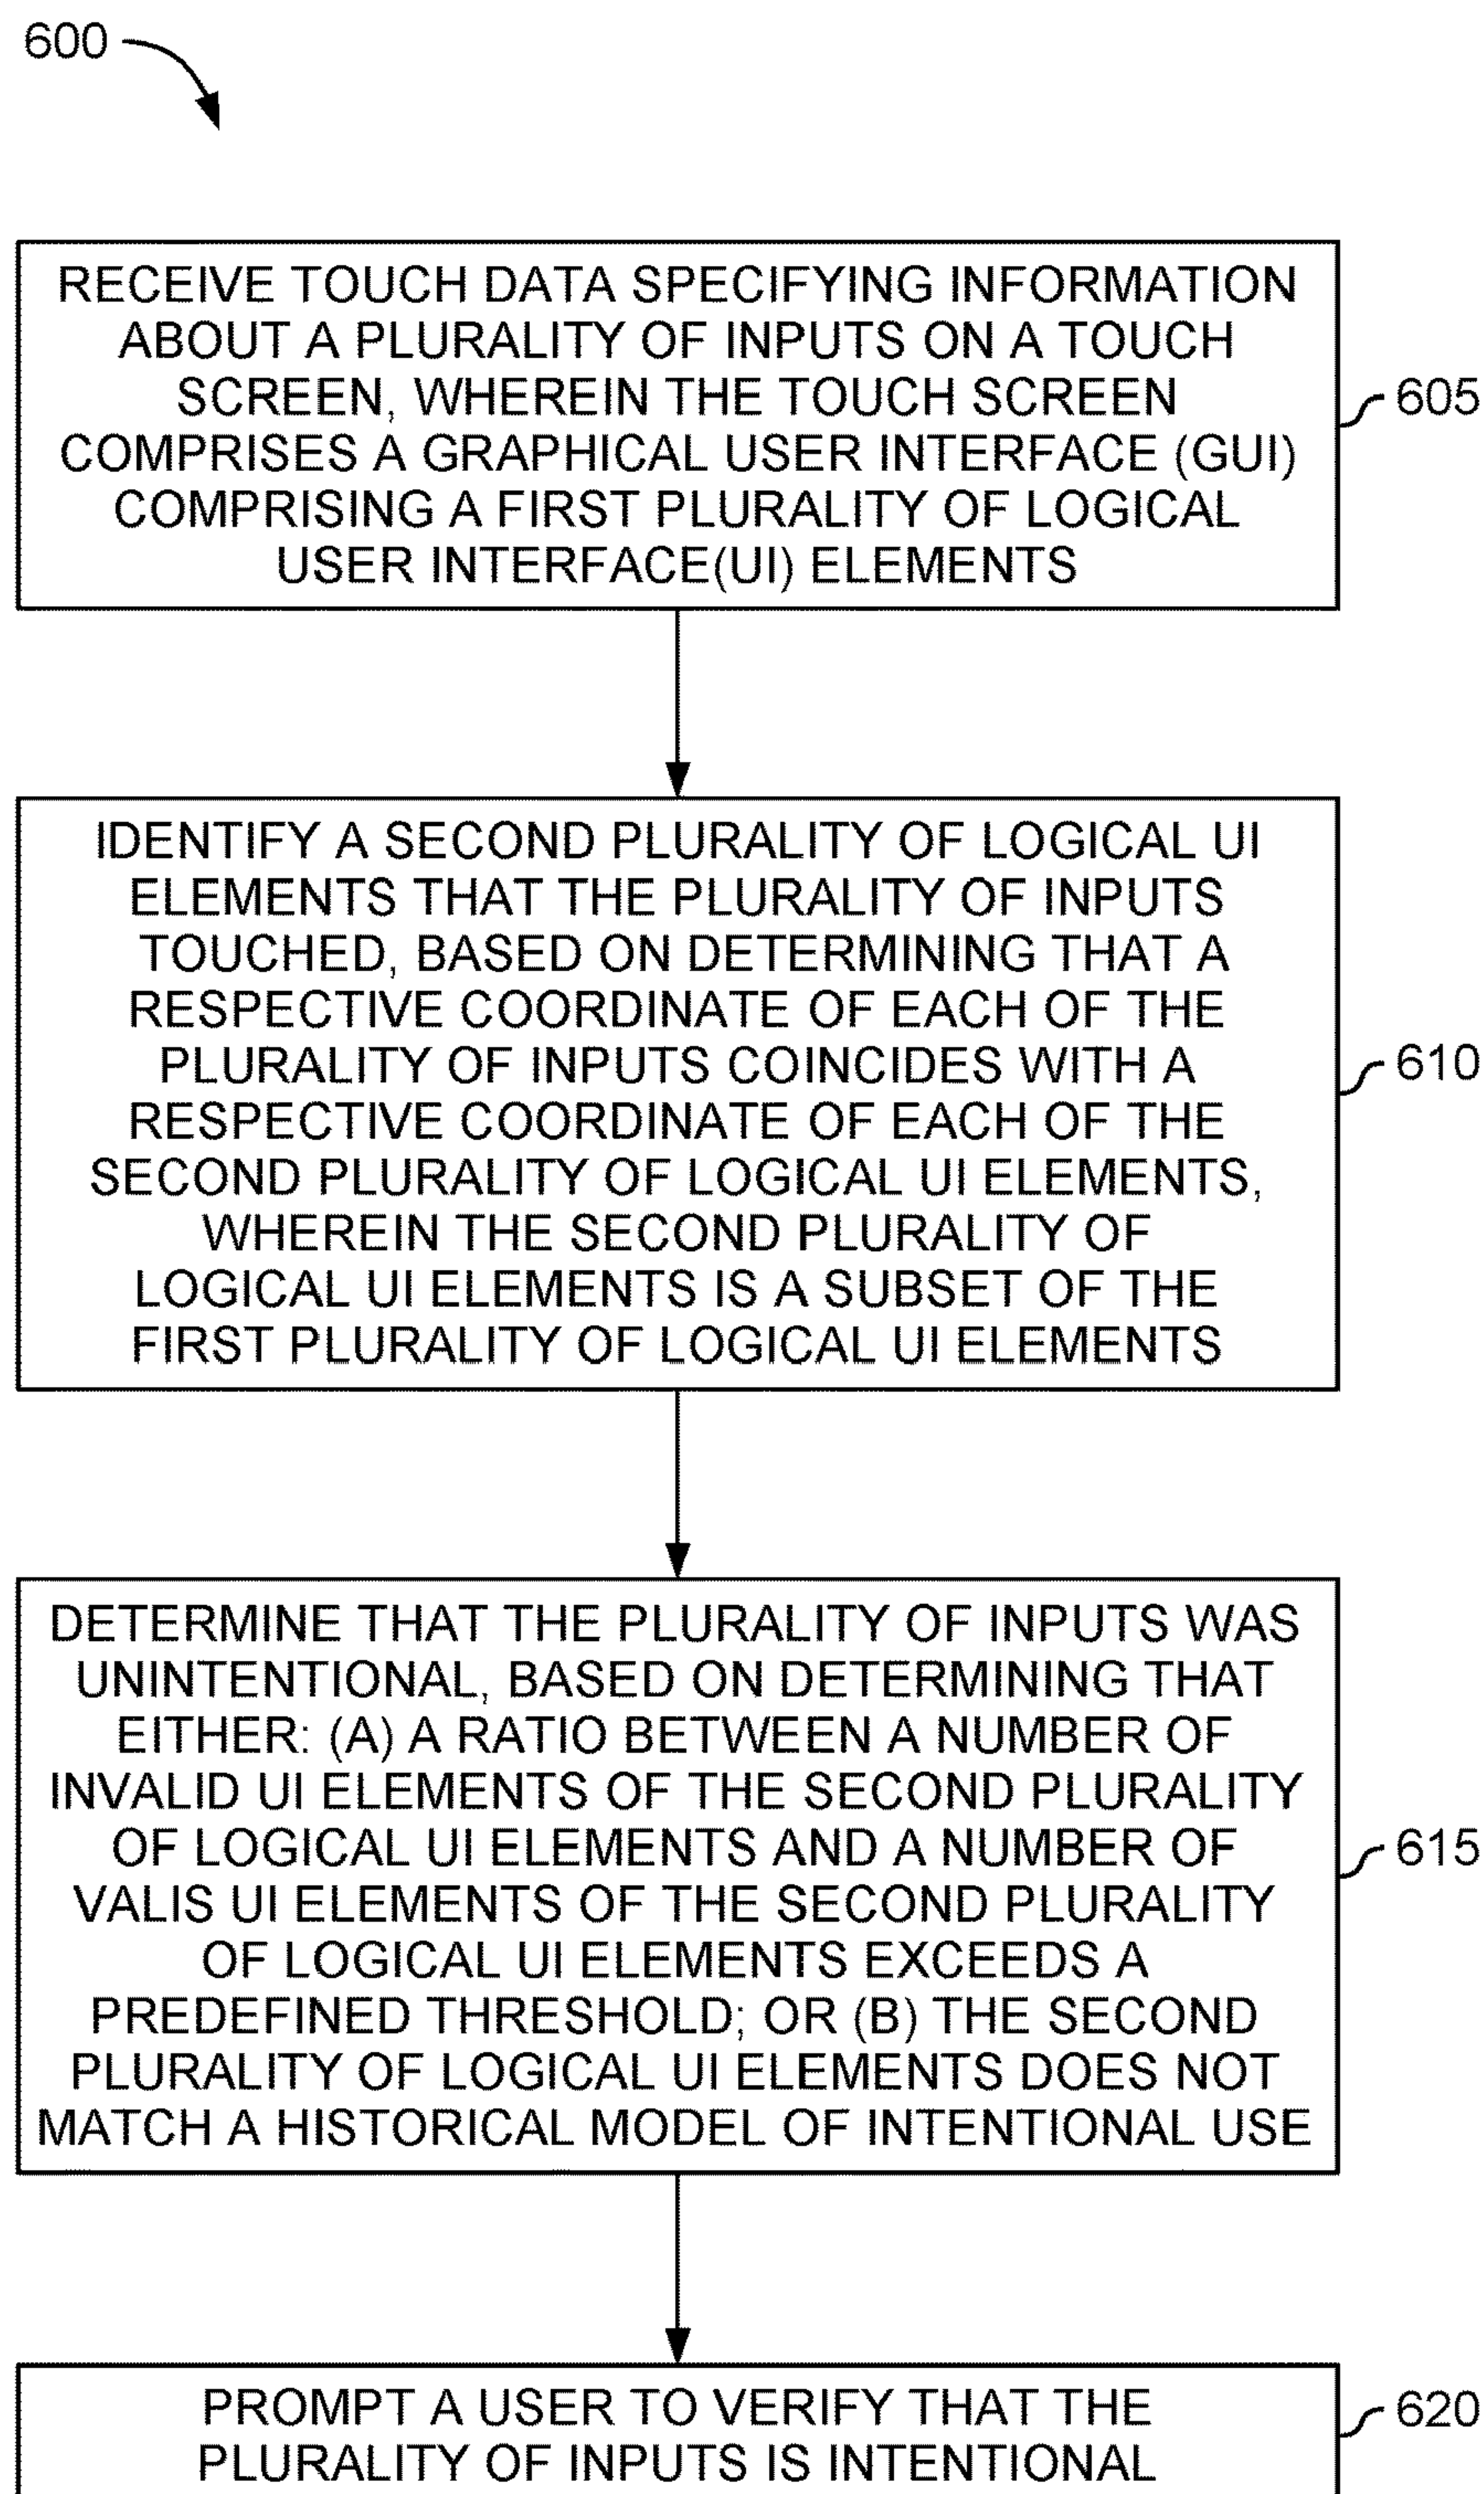 600
RECEIVE TOUCH DATA SPECIFYING INFORMATION
ABOUT A PLURALITY OF INPUTS ON A TOUCH
SCREEN, WHEREIN THE TOUCH SCREEN
COMPRISES A GRAPHICAL USER INTERFACE (GUI)
COMPRISING A FIRST PLURALITY OF LOGICAL
USER INTERFACE(UI) ELEMENTS
605
IDENTIFY A SECOND PLURALITY OF LOGICAL UI
ELEMENTS THAT THE PLURALITY OF INPUTS
TOUCHED, BASED ON DETERMINING THAT A
RESPECTIVE COORDINATE OF EACH OF THE
PLURALITY OF INPUTS COINCIDES WITH A
RESPECTIVE COORDINATE OF EACH OF THE
SECOND PLURALITY OF LOGICAL UI ELEMENTS,
WHEREIN THE SECOND PLURALITY OF
LOGICAL UI ELEMENTS IS A SUBSET OF THE
FIRST PLURALITY OF LOGICAL UI ELEMENTS
610
DETERMINE THAT THE PLURALITY OF INPUTS WAS
UNINTENTIONAL, BASED ON DETERMINING THAT
EITHER: (A) A RATIO BETWEEN A NUMBER OF
INVALID UI ELEMENTS OF THE SECOND PLURALITY
OF LOGICAL UI ELEMENTS AND A NUMBER OF
VALIS UI ELEMENTS OF THE SECOND PLURALITY
OF LOGICAL UI ELEMENTS EXCEEDS A
PREDEFINED THRESHOLD; OR (B) THE SECOND
PLURALITY OF LOGICAL UI ELEMENTS DOES NOT
MATCH A HISTORICAL MODEL OF INTENTIONAL USE
615
PROMPT A USER TO VERIFY THAT THE
PLURALITY OF INPUTS IS INTENTIONAL
620